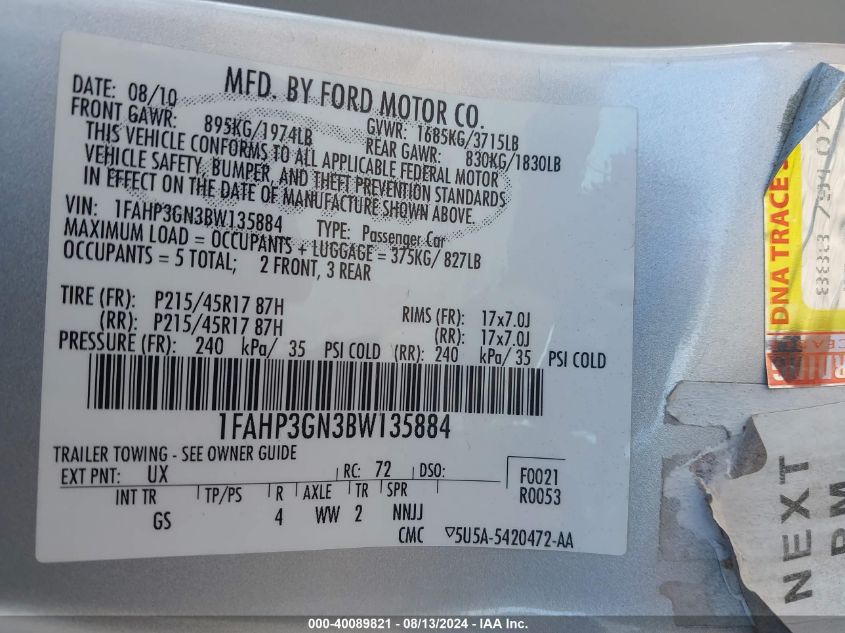 MFD. BY FORD MOTOR CO.
DATE: 08/10 GVWR: 1685KG/3715LB
FRONT GAWR: 895KG/1974LB REAR GAWR: 830KG/1830LB
THIS VEHICLE CONFORMS TO ALL APPLICABLE FEDERAL MOTOR
VEHICLE SAFETY, BUMPER, AND THEFT PREVENTION STANDARDS
IN EFFECT ON THE DATE OF MANUFACTURE SHOWN ABOVE.
VIN: 1FAHP3GN3BW135884 TYPE: Passenger Car
MAXIMUM LOAD = OCCUPANTS + LUGGAGE = 375KG/ 827LB
OCCUPANTS = 5 TOTAL; 2 FRONT, 3 REAR
TIRE (FR): P215/45R17 87H RIMS (FR): 17x7.0J
(RR): P215/45R17 87H (RR): 17x7.0J
PRESSURE (FR): 240 kPa/ 35 PSI COLD (RR): 240 kPa/ 35 PSI COLD
1FAHP3GN3BW135884
TRAILER TOWING - SEE OWNER GUIDE
EXT PNT: UX RC: 72 DSO: F0021
R0053
INT TR TP/PS R AXLE TR SPR
GS 4 WW 2 NNJJ
CMC ▽5U5A-5420472-AA
DNA TRACE
NEXT
000-40089821 - 08/13/2024 - IAA Inc.